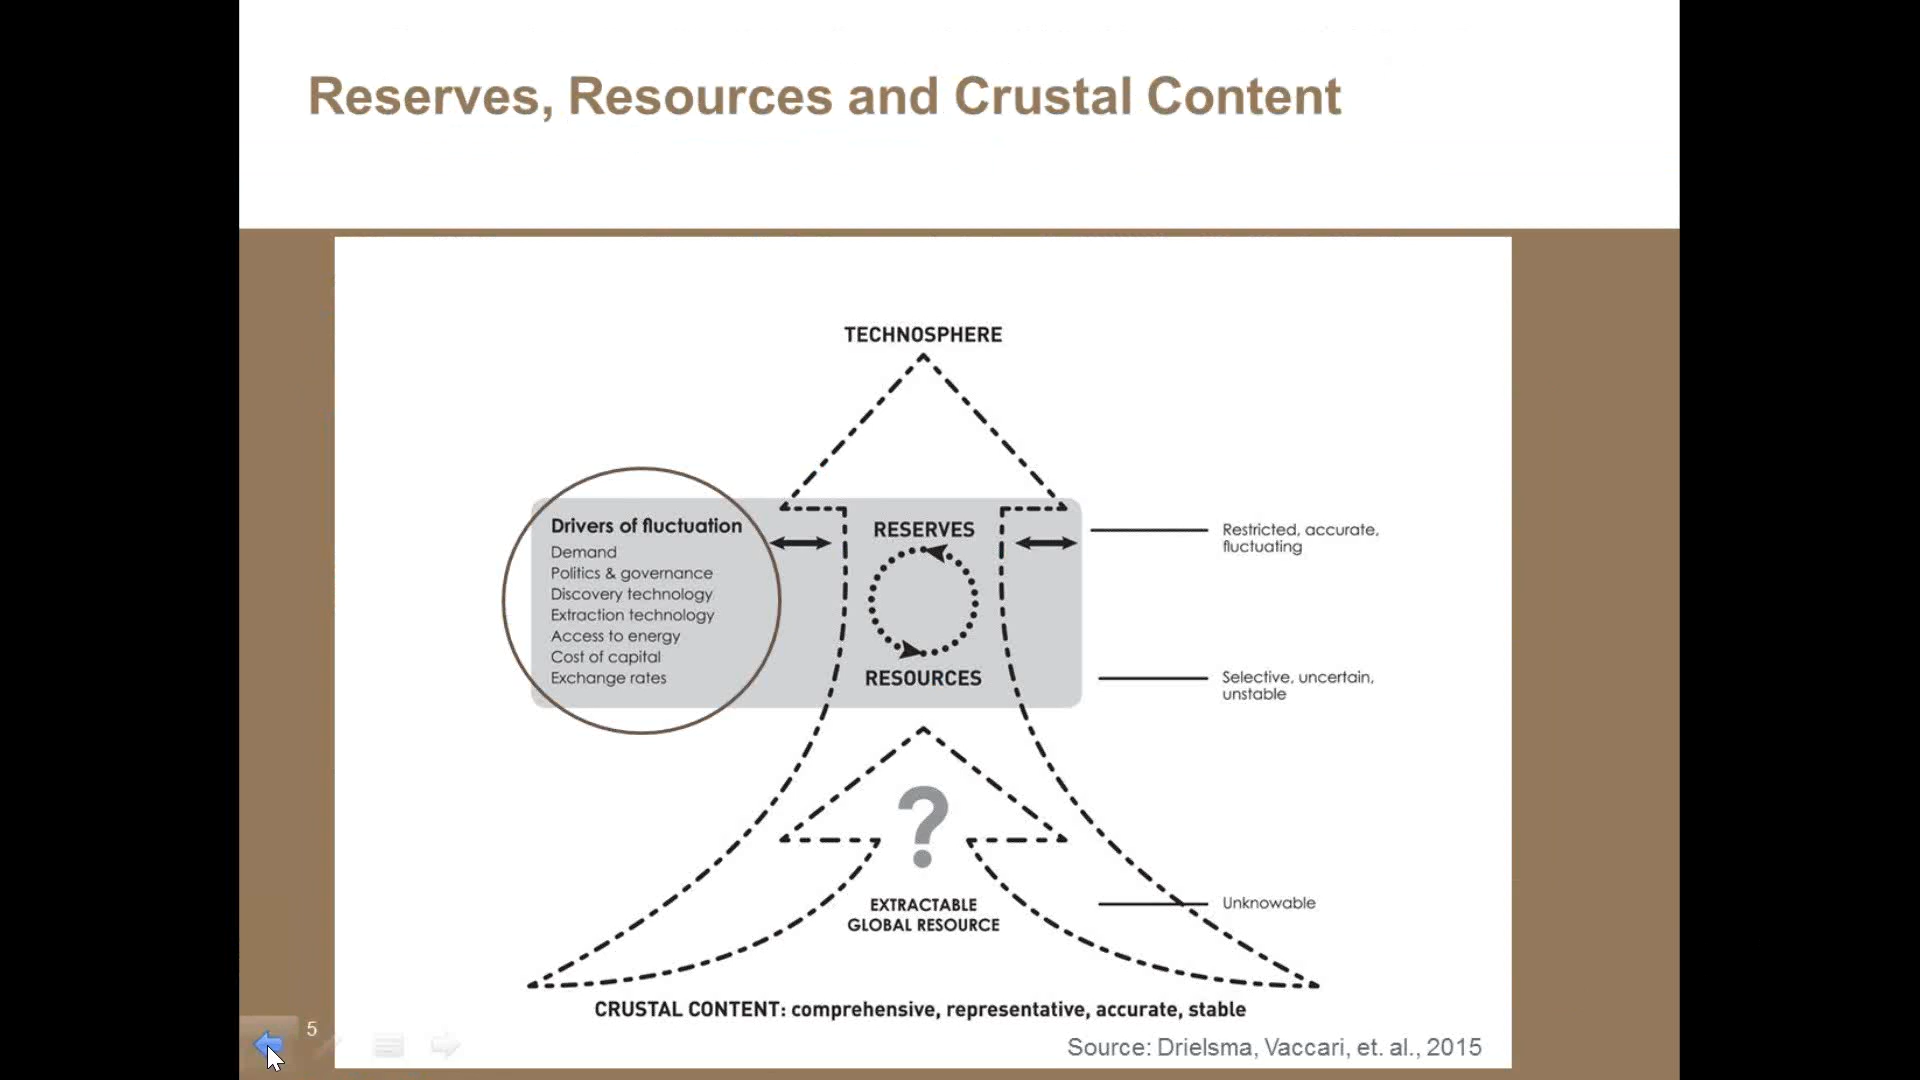 Reserves, Resources and Crustal Content
TECHNOSPHERE
Drivers of fluctuation
Demand
Politics & governance
Discovery technology
Extraction technology
Access to energy
Cost of capital
Exchange rates
RESERVES
RESOURCES
Restricted, accurate,
fluctuating
Selective, uncertain,
unstable
?
EXTRACTABLE
GLOBAL RESOURCE
Unknowable
CRUSTAL CONTENT: comprehensive, representative, accurate, stable
Source: Drielsma, Vaccari, et. al., 2015
5